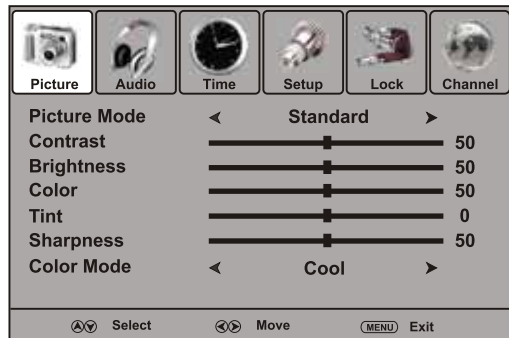 Picture Audio Time Setup Lock Channel
Picture Mode Standard
Contrast 50
Brightness 50
Color 50
Tint 0
Sharpness 50
Color Mode Cool
Select Move MENU Exit